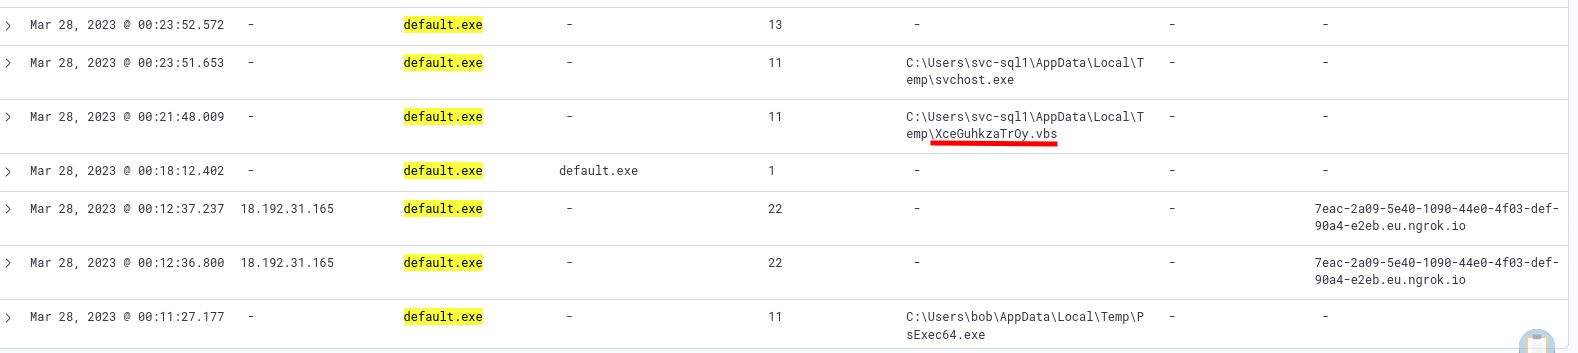 Mar 28, 2023 @ 00:23:52.572 - default.exe - 13 - - -
Mar 28, 2023 @ 00:23:51.653 - default.exe - 11 C:\Users\svc-sql1\AppData\Local\T - -
emp\svchost.exe
Mar 28, 2023 @ 00:21:48.009 - default.exe - 11 C:\Users\svc-sql1\AppData\Local\T - -
emp\XceGuhkzaTrOy.vbs
Mar 28, 2023 @ 00:18:12.402 - default.exe default.exe 1 - - -
Mar 28, 2023 @ 00:12:37.237 18.192.31.165 default.exe - 22 - - 7eac-2a09-5e40-1090-44e0-4f03-def-
90a4-e2eb.eu.ngrok.io
Mar 28, 2023 @ 00:12:36.800 18.192.31.165 default.exe - 22 - - 7eac-2a09-5e40-1090-44e0-4f03-def-
90a4-e2eb.eu.ngrok.io
Mar 28, 2023 @ 00:11:27.177 - default.exe - 11 C:\Users\bob\AppData\Local\Temp\P - -
sExec64.exe